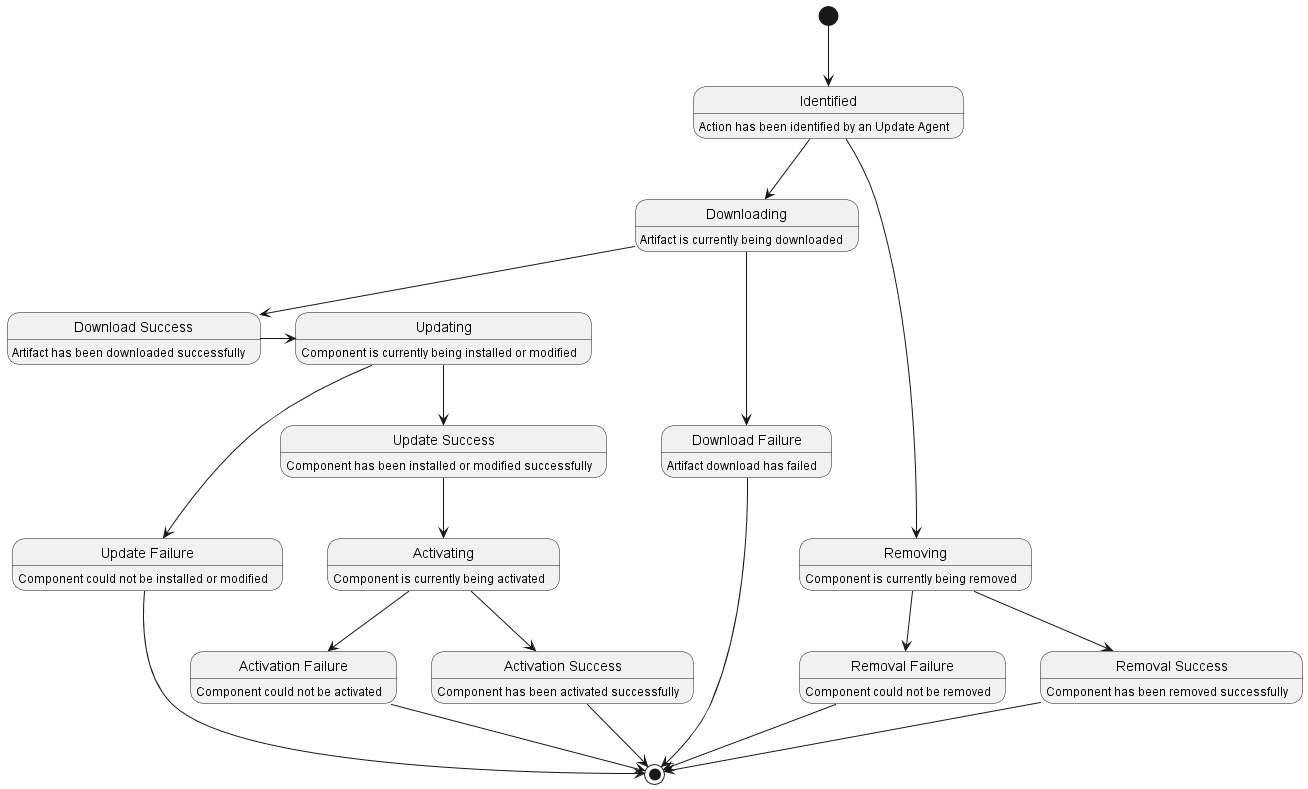 Identified
Action has been identified by an Update Agent
Downloading
Artifact is currently being downloaded
Download Success
Artifact has been downloaded successfully
Updating
Component is currently being installed or modified
Update Success
Component has been installed or modified successfully
Download Failure
Artifact download has failed
Update Failure
Component could not be installed or modified
Activating
Component is currently being activated
Removing
Component is currently being removed
Activation Failure
Component could not be activated
Activation Success
Component has been activated successfully
Removal Failure
Component could not be removed
Removal Success
Component has been removed successfully